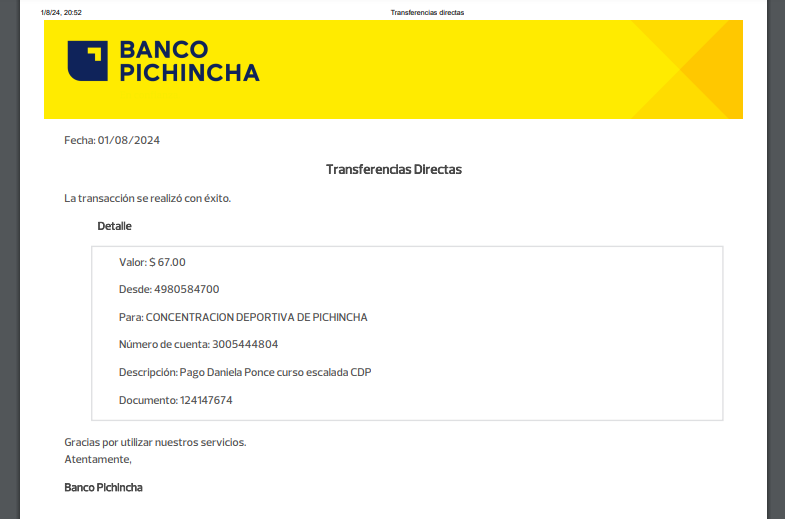 1/8/24, 20:52 Transferencias directas
BANCO
PICHINCHA
Fecha: 01/08/2024
Transferencias Directas
La transacción se realizó con éxito.
Detalle
Valor: $ 67.00
Desde: 4980584700
Para: CONCENTRACION DEPORTIVA DE PICHINCHA
Número de cuenta: 3005444804
Descripción: Pago Daniela Ponce curso escalada CDP
Documento: 124147674
Gracias por utilizar nuestros servicios.
Atentamente,
Banco Pichincha